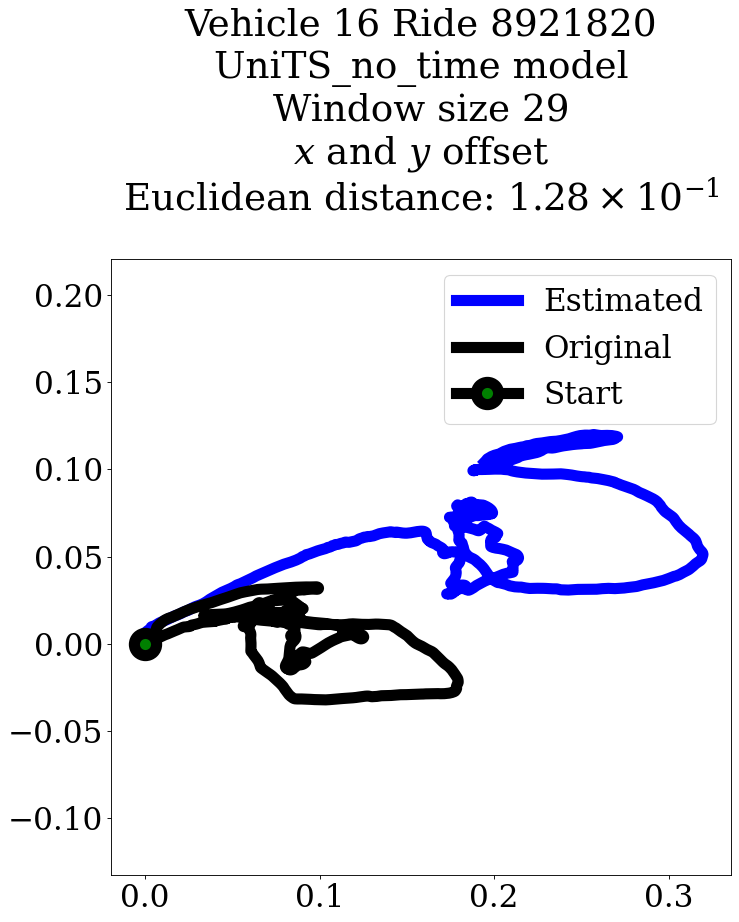 Vehicle 16 Ride 8921820
UniTS_no_time model
Window size 29
x and y offset
Euclidean distance: 1.28 × 10⁻¹
Estimated
Original
Start
0.20
0.15
0.10
0.05
0.00
−0.05
−0.10
0.0 0.1 0.2 0.3